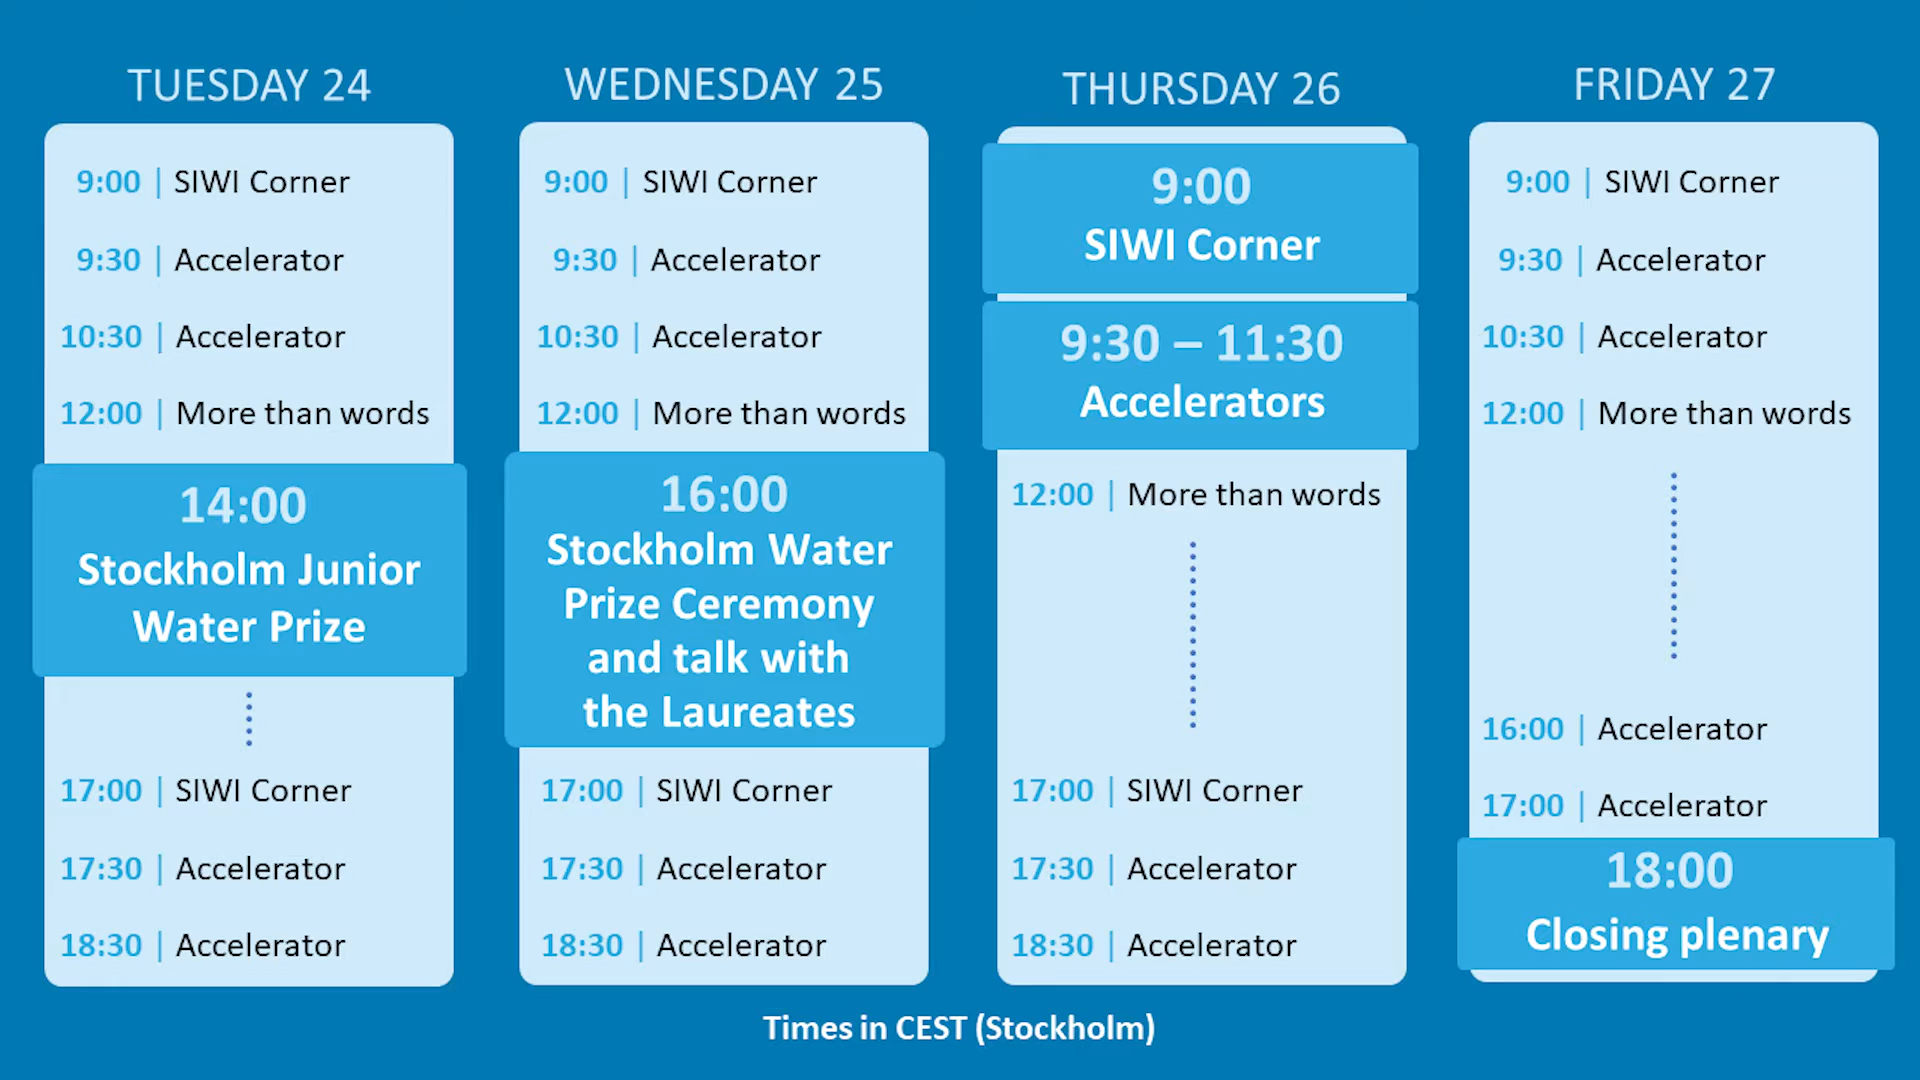 TUESDAY 24
9:00 | SIWI Corner
9:30 | Accelerator
10:30 | Accelerator
12:00 | More than words
14:00
Stockholm Junior
Water Prize
17:00 | SIWI Corner
17:30 | Accelerator
18:30 | Accelerator
WEDNESDAY 25
9:00 | SIWI Corner
9:30 | Accelerator
10:30 | Accelerator
12:00 | More than words
16:00
Stockholm Water
Prize Ceremony
and talk with
the Laureates
17:00 | SIWI Corner
17:30 | Accelerator
18:30 | Accelerator
THURSDAY 26
9:00
SIWI Corner
9:30 – 11:30
Accelerators
12:00 | More than words
17:00 | SIWI Corner
17:30 | Accelerator
18:30 | Accelerator
FRIDAY 27
9:00 | SIWI Corner
9:30 | Accelerator
10:30 | Accelerator
12:00 | More than words
16:00 | Accelerator
17:00 | Accelerator
18:00
Closing plenary
Times in CEST (Stockholm)